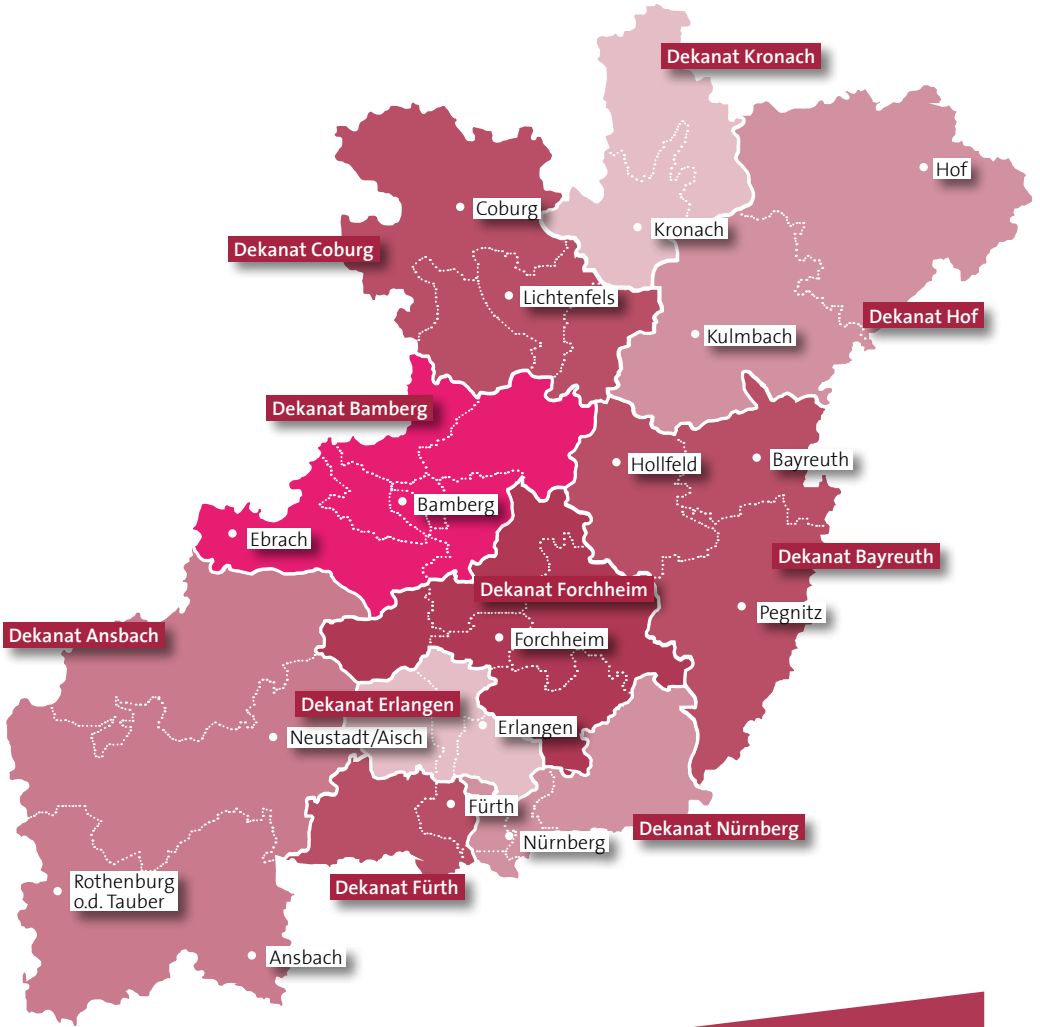 Dekanat Kronach
Hof
Coburg
Kronach
Dekanat Coburg
Lichtenfels
Dekanat Hof
Kulmbach
Dekanat Bamberg
Hollfeld
Bayreuth
Bamberg
Ebrach
Dekanat Bayreuth
Dekanat Forchheim
Pegnitz
Dekanat Ansbach
Forchheim
Dekanat Erlangen
Erlangen
Neustadt/Aisch
Fürth
Dekanat Nürnberg
Nürnberg
Dekanat Fürth
Rothenburg
o.d. Tauber
Ansbach